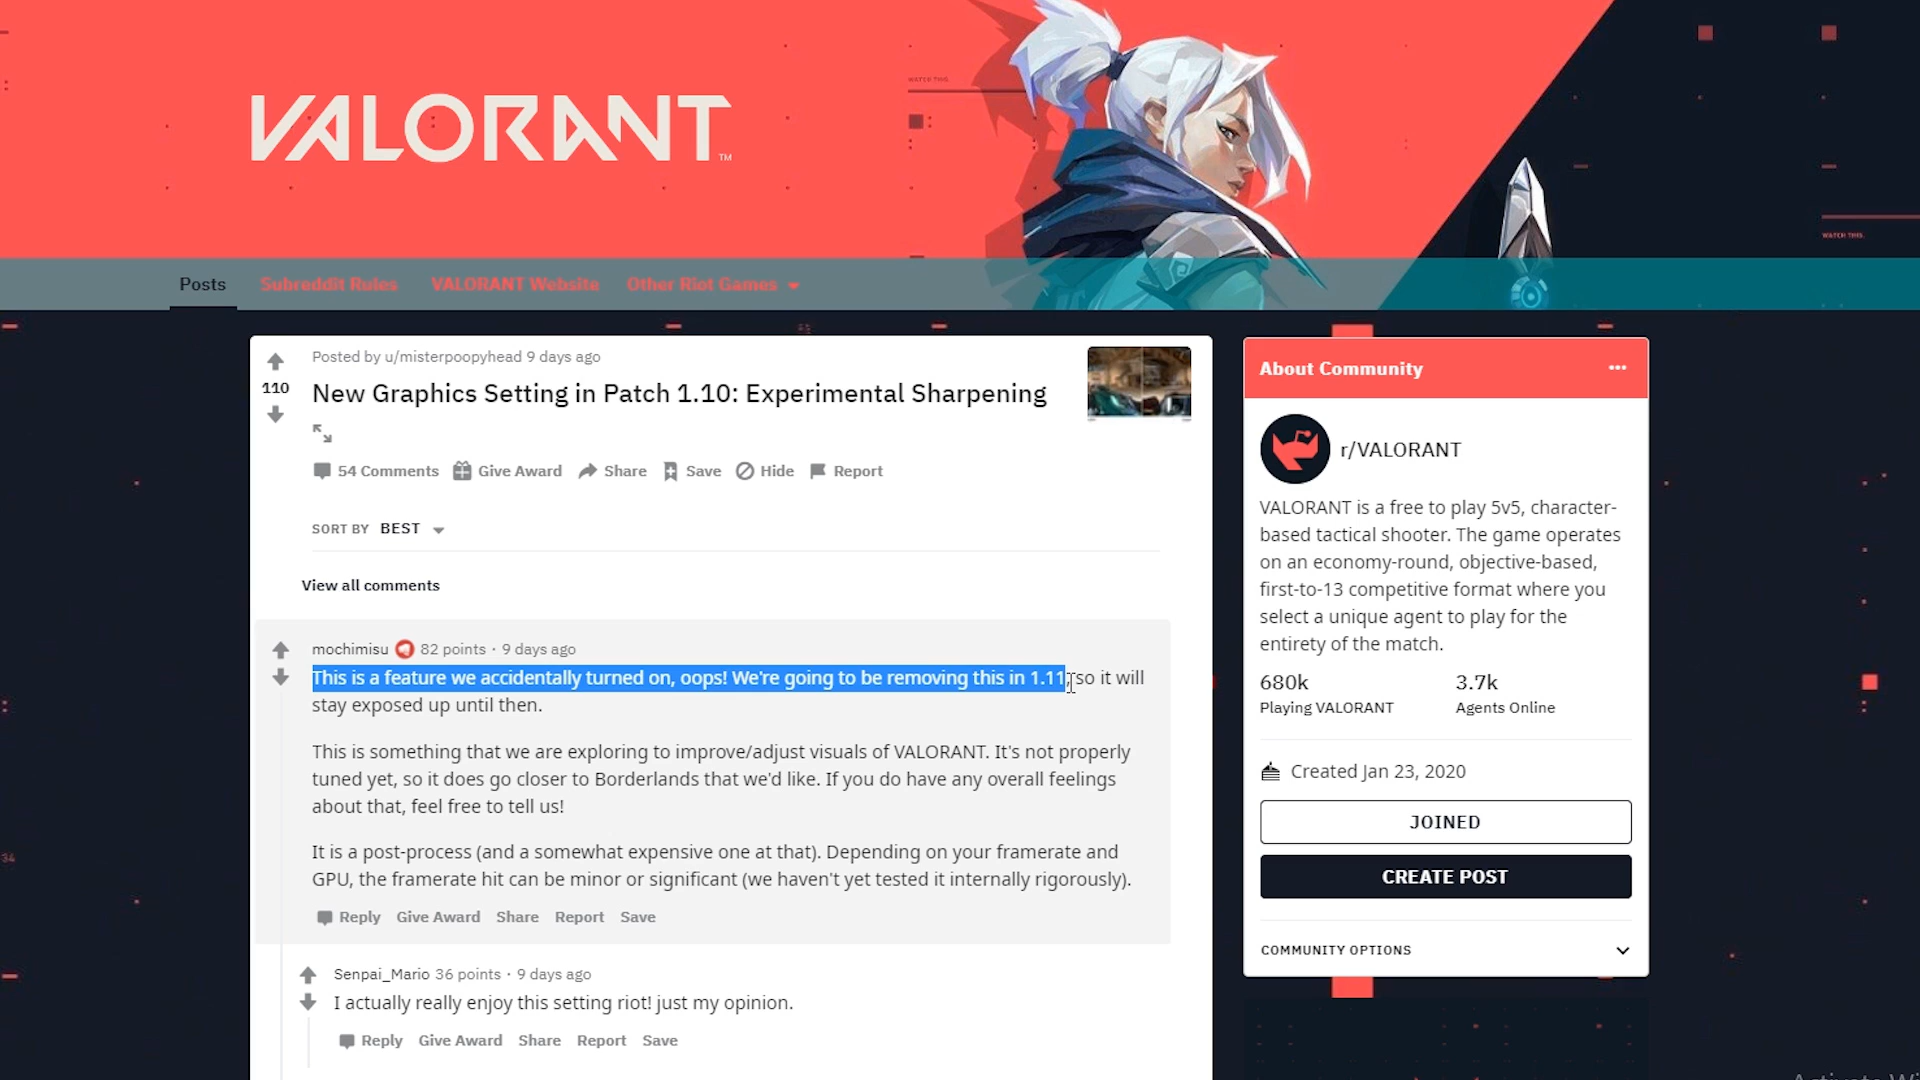 WATCH THIS.
VALORANT™
WATCH THIS.
Posts
Subreddit Rules
VALORANT Website
Other Riot Games
Posted by u/misterpoopyhead 9 days ago
110
New Graphics Setting in Patch 1.10: Experimental Sharpening
54 Comments
Give Award
Share
Save
Hide
Report
SORT BY BEST
View all comments
mochimisu 82 points · 9 days ago
This is a feature we accidentally turned on, oops! We're going to be removing this in 1.11, so it will
stay exposed up until then.
This is something that we are exploring to improve/adjust visuals of VALORANT. It's not properly
tuned yet, so it does go closer to Borderlands that we'd like. If you do have any overall feelings
about that, feel free to tell us!
It is a post-process (and a somewhat expensive one at that). Depending on your framerate and
GPU, the framerate hit can be minor or significant (we haven't yet tested it internally rigorously).
Reply Give Award Share Report Save
Senpai_Mario 36 points · 9 days ago
I actually really enjoy this setting riot! just my opinion.
Reply Give Award Share Report Save
About Community
r/VALORANT
VALORANT is a free to play 5v5, character-
based tactical shooter. The game operates
on an economy-round, objective-based,
first-to-13 competitive format where you
select a unique agent to play for the
entirety of the match.
680k
Playing VALORANT
3.7k
Agents Online
Created Jan 23, 2020
JOINED
CREATE POST
COMMUNITY OPTIONS